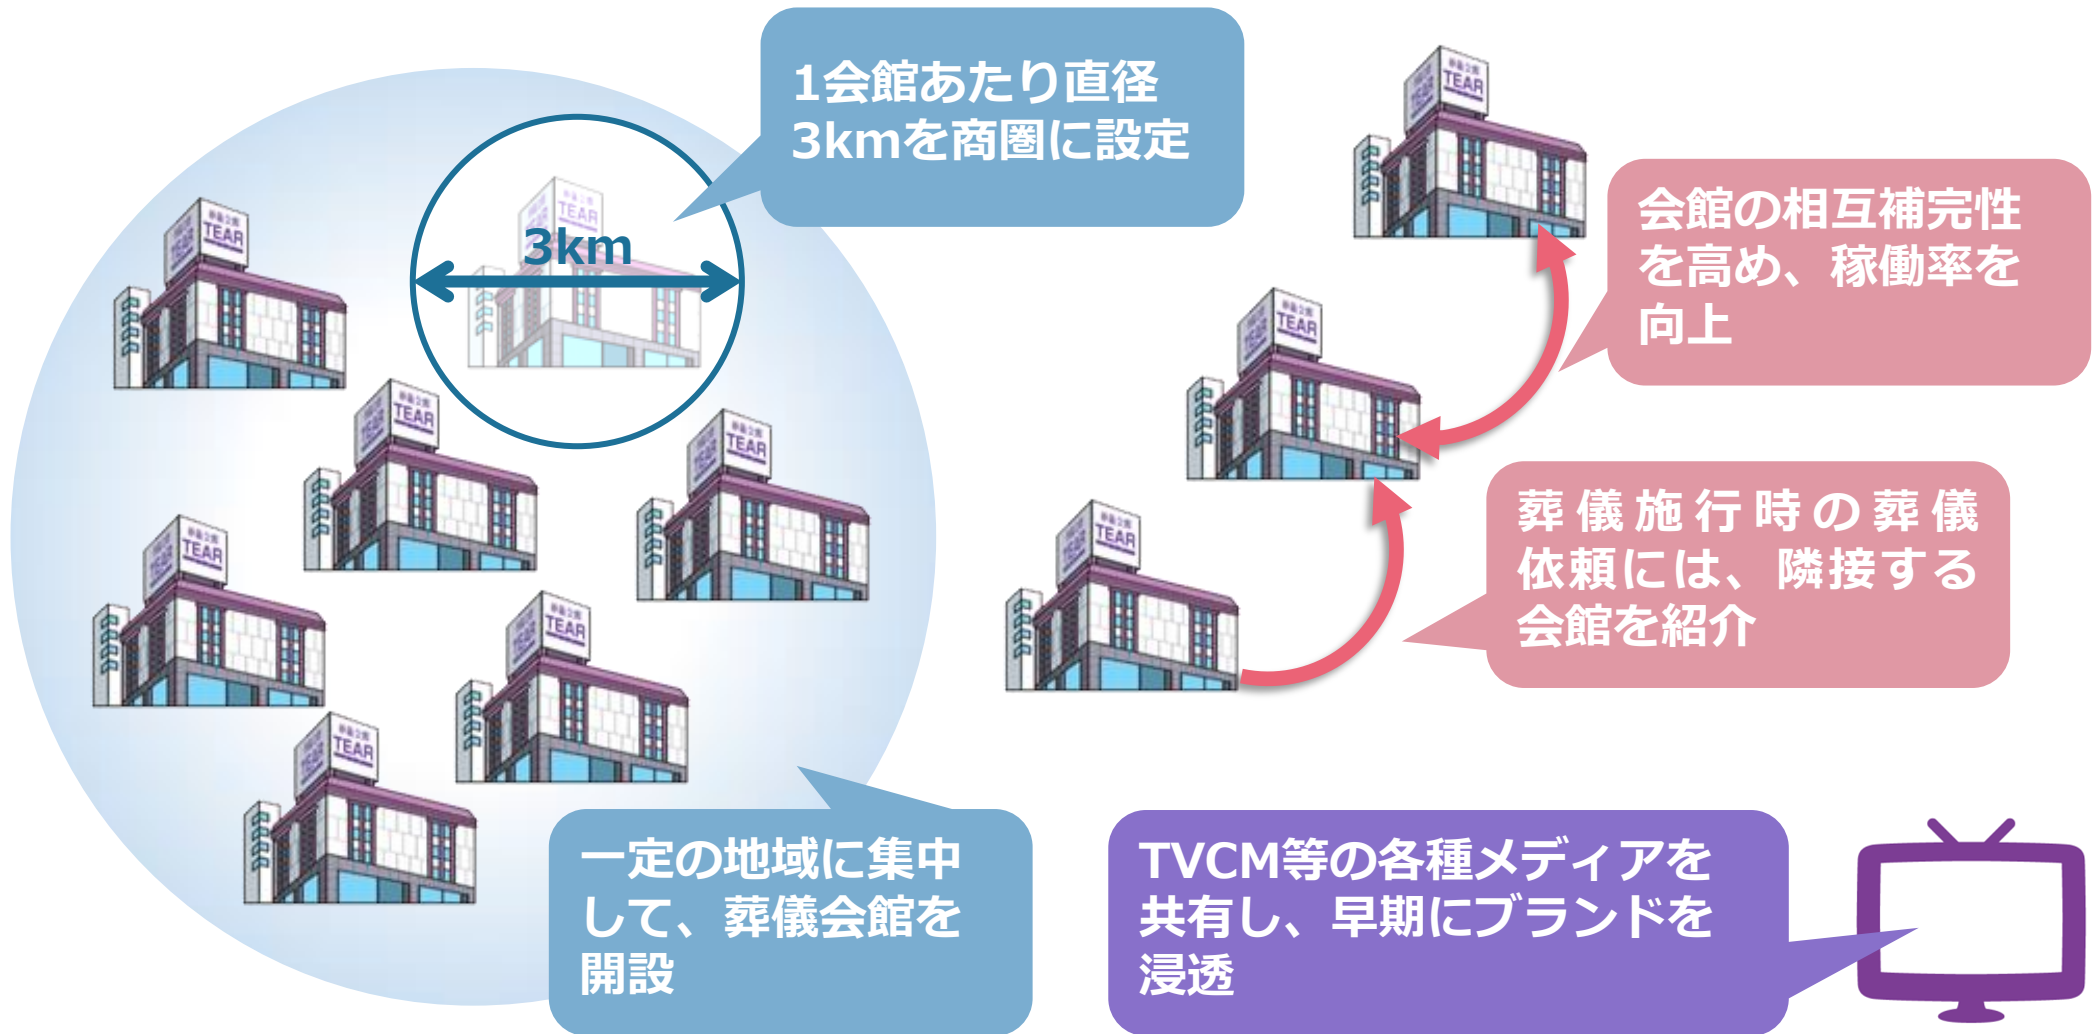 1会館あたり直径
3kmを商圏に設定
3km
TEAR
TEAR
TEAR
TEAR
TEAR
TEAR
TEAR
一定の地域に集中
して、葬儀会館を
開設
TEAR
TEAR
TEAR
会館の相互補完性
を高め、稼働率を
向上
葬儀施行時の葬儀
依頼には、隣接する
会館を紹介
TVCM等の各種メディアを
共有し、早期にブランドを
浸透